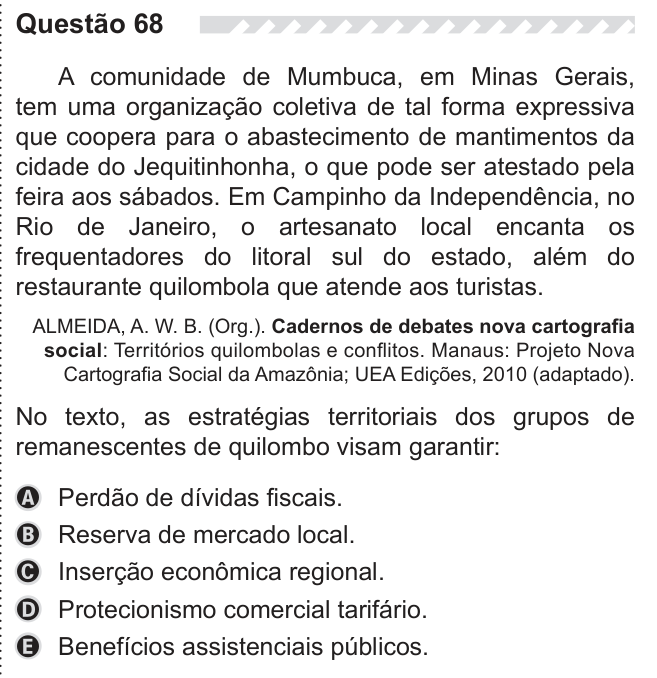 Questão 68
A comunidade de Mumbuca, em Minas Gerais,
tem uma organização coletiva de tal forma expressiva
que coopera para o abastecimento de mantimentos da
cidade do Jequitinhonha, o que pode ser atestado pela
feira aos sábados. Em Campinho da Independência, no
Rio de Janeiro, o artesanato local encanta os
frequentadores do litoral sul do estado, além do
restaurante quilombola que atende aos turistas.
ALMEIDA, A. W. B. (Org.). Cadernos de debates nova cartografia
social: Territórios quilombolas e conflitos. Manaus: Projeto Nova
Cartografia Social da Amazônia; UEA Edições, 2010 (adaptado).
No texto, as estratégias territoriais dos grupos de
remanescentes de quilombo visam garantir:
A Perdão de dívidas fiscais.
B Reserva de mercado local.
C Inserção econômica regional.
D Protecionismo comercial tarifário.
E Benefícios assistenciais públicos.